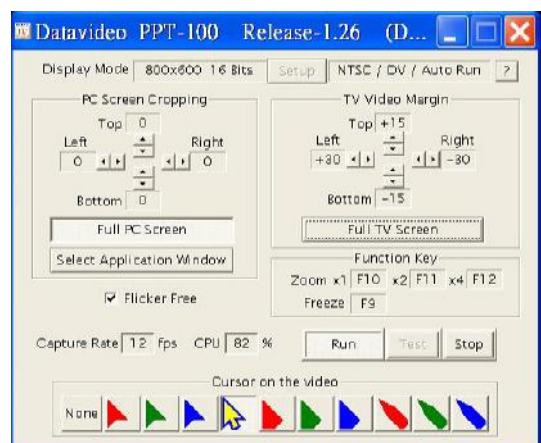 Datavideo PPT-100 Release-1.26 (D...
Display Mode 800x600 16 Bits Setup NTSC / DV / Auto Run ?
PC Screen Cropping
Top 0
Left Right
0 0
Bottom 0
Full PC Screen
Select Application Window
Flicker Free
TV Video Margin
Top +15
Left Right
+30 -30
Bottom -15
Full TV Screen
Function Key
Zoom x1 F10 x2 F11 x4 F12
Freeze F9
Capture Rate 12 fps CPU 82 % Run Test Stop
Cursor on the video
None